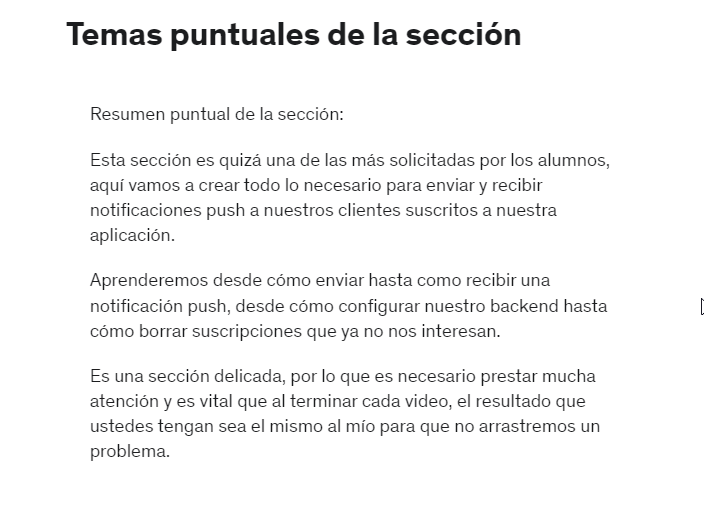 Temas puntuales de la sección
Resumen puntual de la sección:
Esta sección es quizá una de las más solicitadas por los alumnos,
aquí vamos a crear todo lo necesario para enviar y recibir
notificaciones push a nuestros clientes suscritos a nuestra
aplicación.
Aprenderemos desde cómo enviar hasta como recibir una
notificación push, desde cómo configurar nuestro backend hasta
cómo borrar suscripciones que ya no nos interesan.
Es una sección delicada, por lo que es necesario prestar mucha
atención y es vital que al terminar cada video, el resultado que
ustedes tengan sea el mismo al mío para que no arrastremos un
problema.